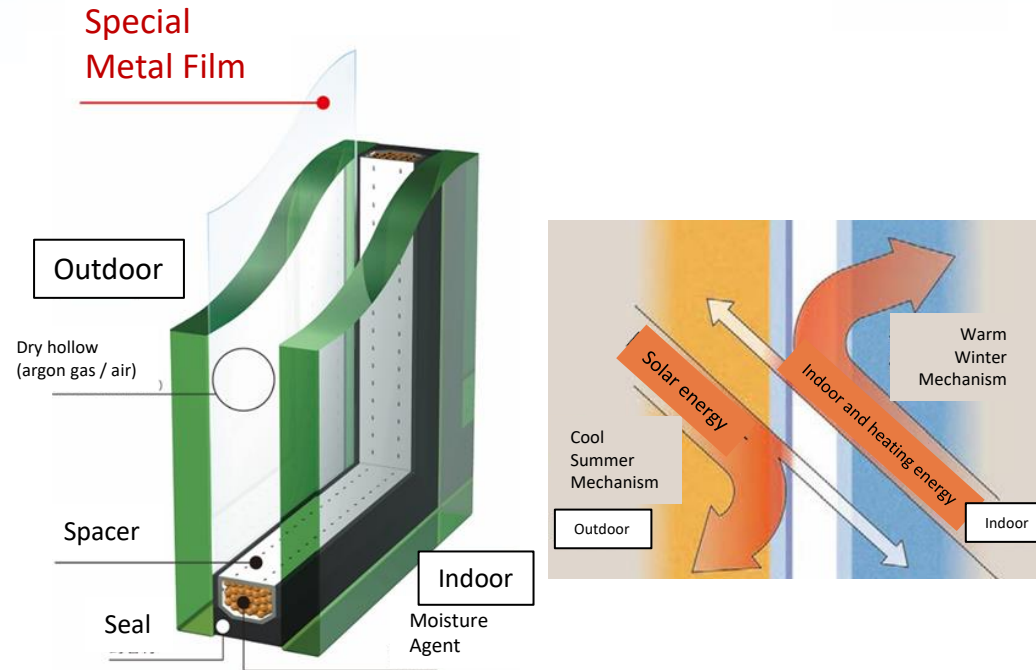 Special
Metal Film
Outdoor
Dry hollow
(argon gas / air)
Spacer
Seal
Indoor
Moisture
Agent
Solar energy
Cool
Summer
Mechanism
Outdoor
Indoor and heating energy
Warm
Winter
Mechanism
Indoor